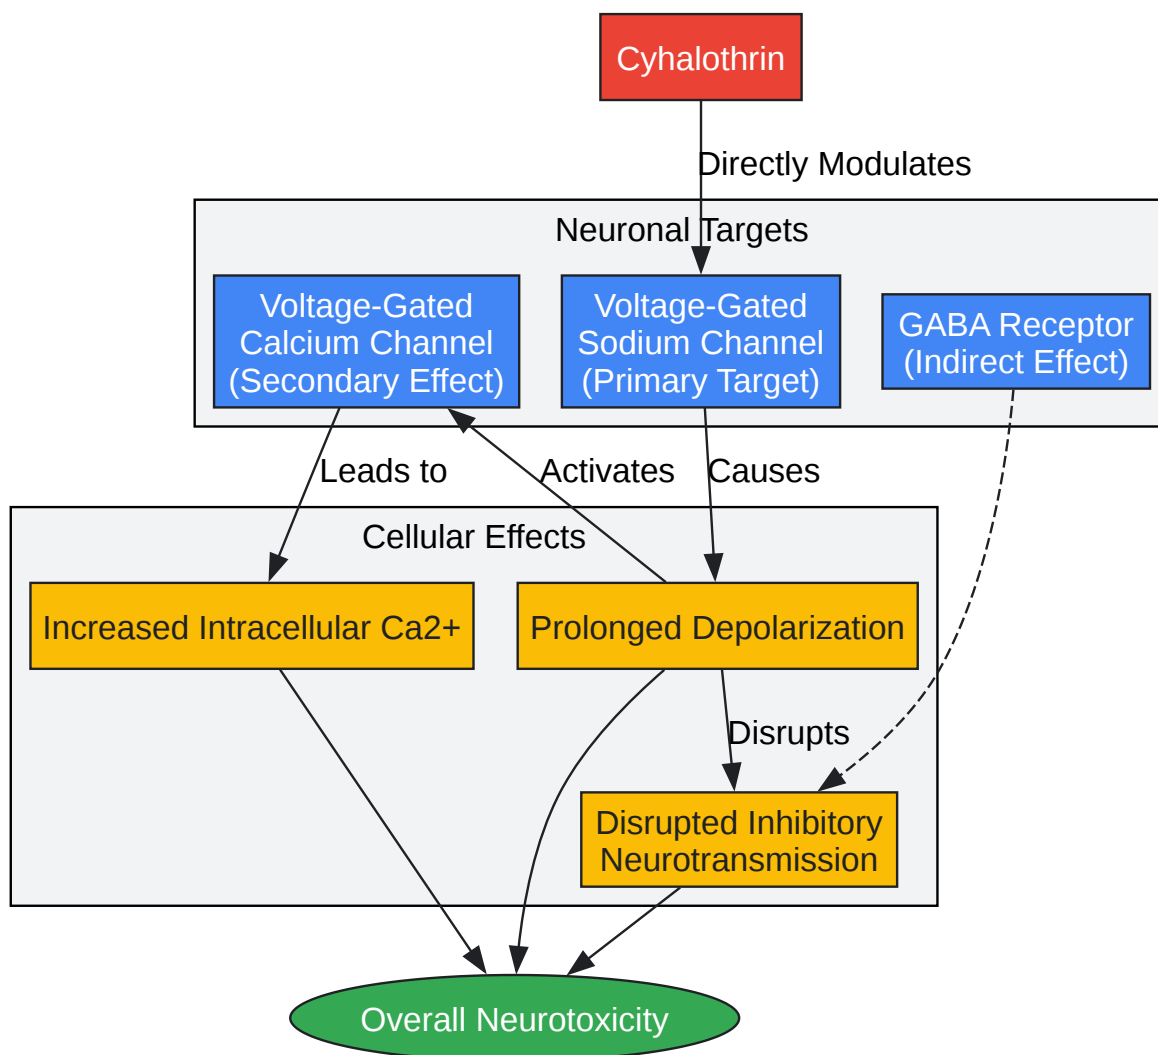 Cyhalothrin
Directly Modulates
Neuronal Targets
Voltage-Gated
Calcium Channel
(Secondary Effect)
Voltage-Gated
Sodium Channel
(Primary Target)
GABA Receptor
(Indirect Effect)
Leads to
Activates
Causes
Cellular Effects
Increased Intracellular Ca2+
Prolonged Depolarization
Disrupts
Disrupted Inhibitory
Neurotransmission
Overall Neurotoxicity